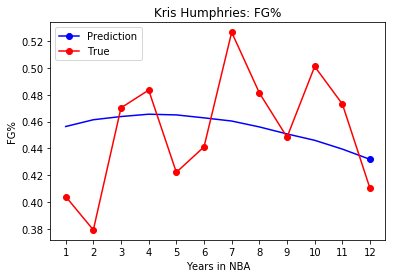 Kris Humphries: FG%
Prediction
True
0.52
0.50
0.48
0.46
0.44
0.42
0.40
0.38
FG%
1 2 3 4 5 6 7 8 9 10 11 12
Years in NBA